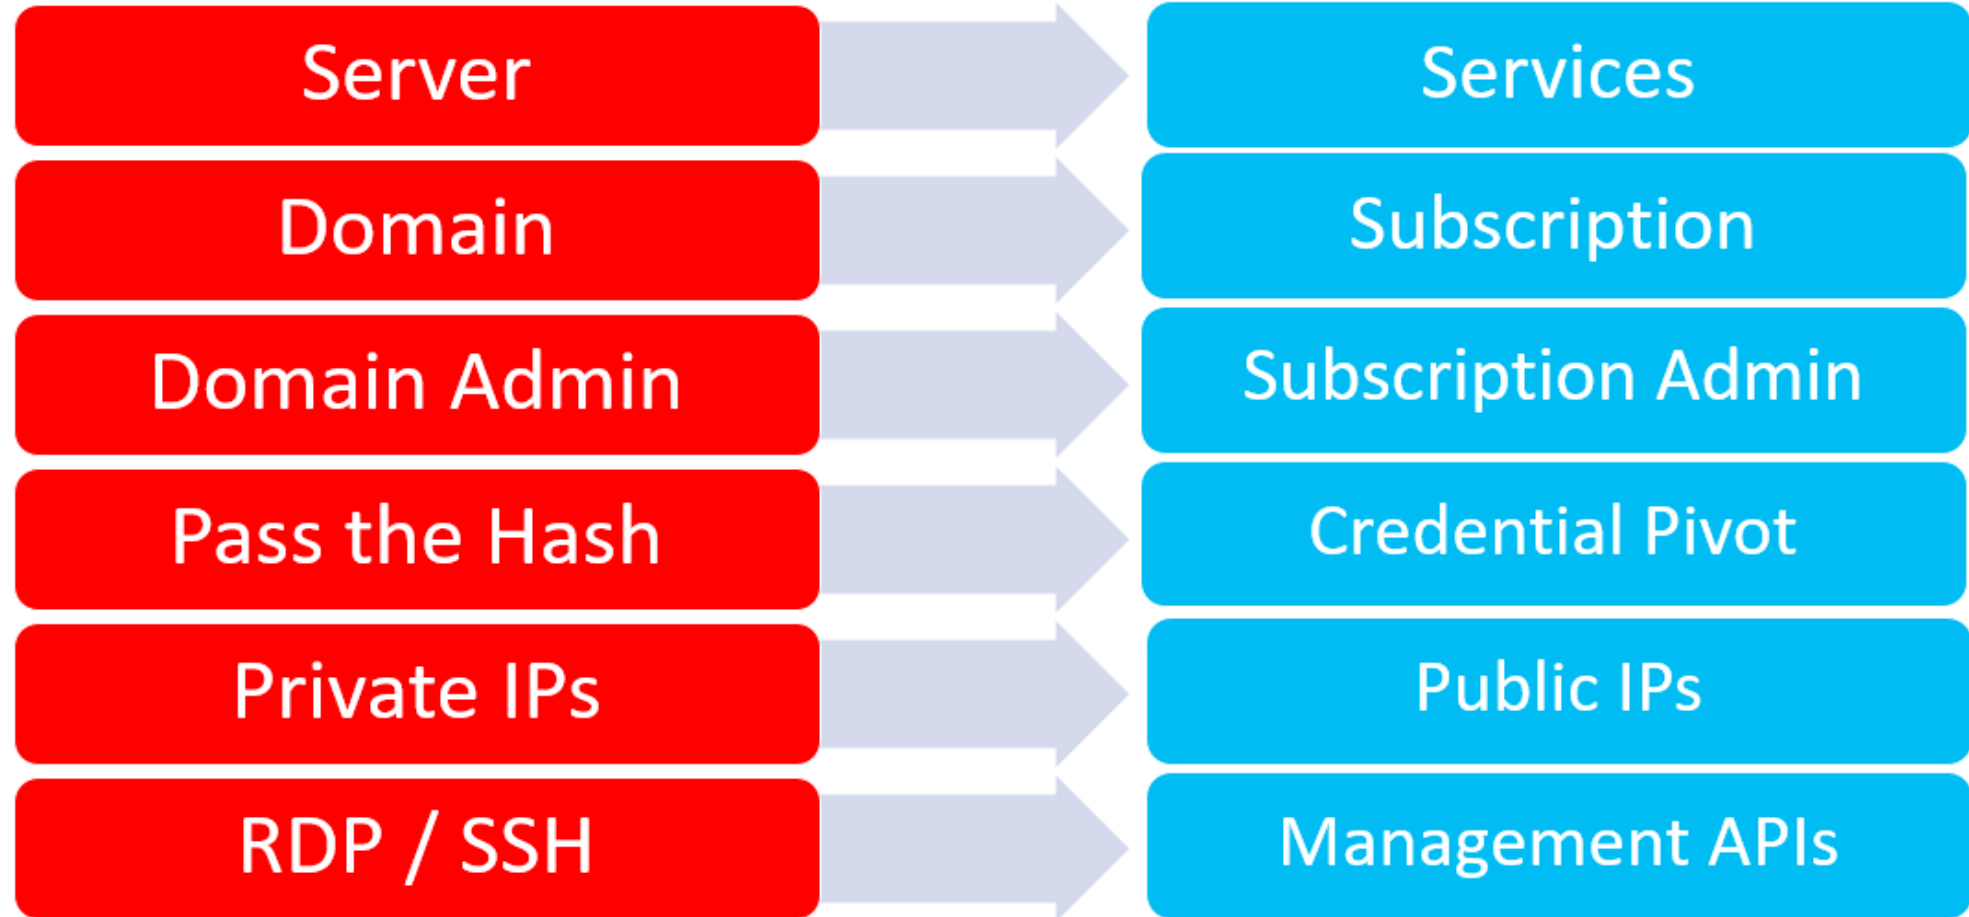 Server
Services
Domain
Subscription
Domain Admin
Subscription Admin
Pass the Hash
Credential Pivot
Private IPs
Public IPs
RDP / SSH
Management APIs